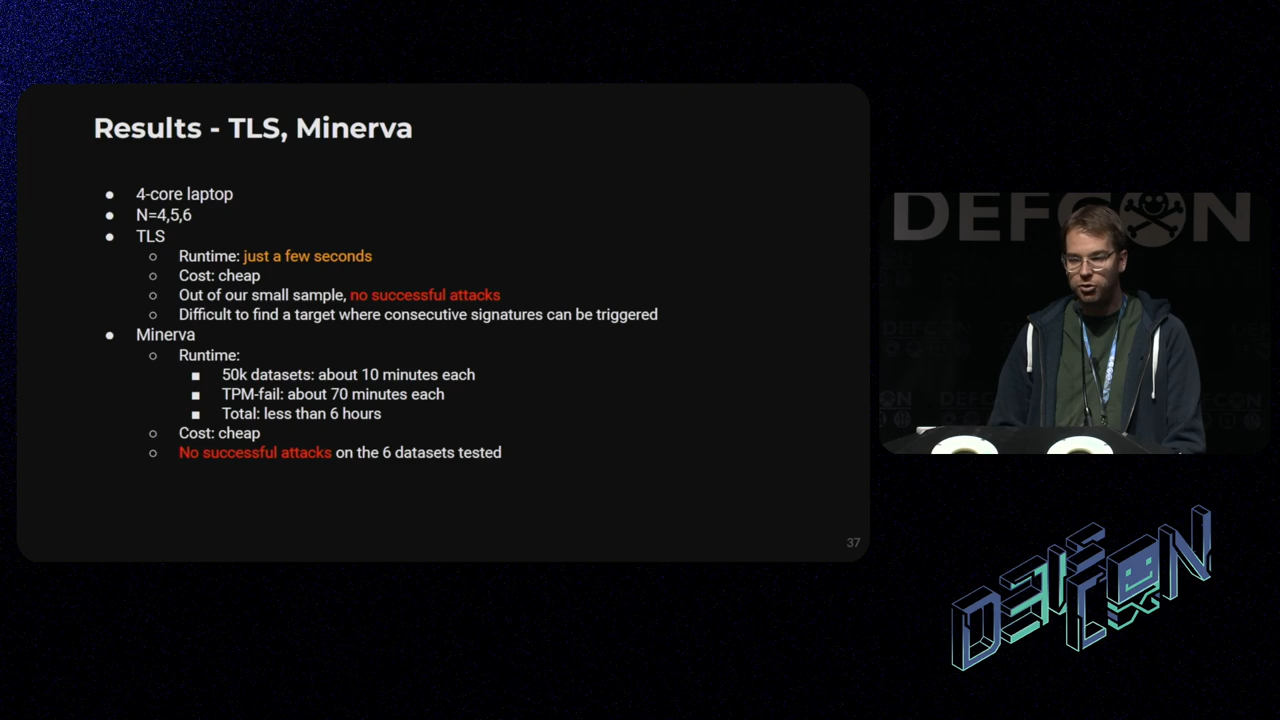 Results - TLS, Minerva
● 4-core laptop
● N=4,5,6
● TLS
○ Runtime: just a few seconds
○ Cost: cheap
○ Out of our small sample, no successful attacks
○ Difficult to find a target where consecutive signatures can be triggered
● Minerva
○ Runtime:
■ 50k datasets: about 10 minutes each
■ TPM-fail: about 70 minutes each
■ Total: less than 6 hours
○ Cost: cheap
○ No successful attacks on the 6 datasets tested
37
DEFCON
DEFCON